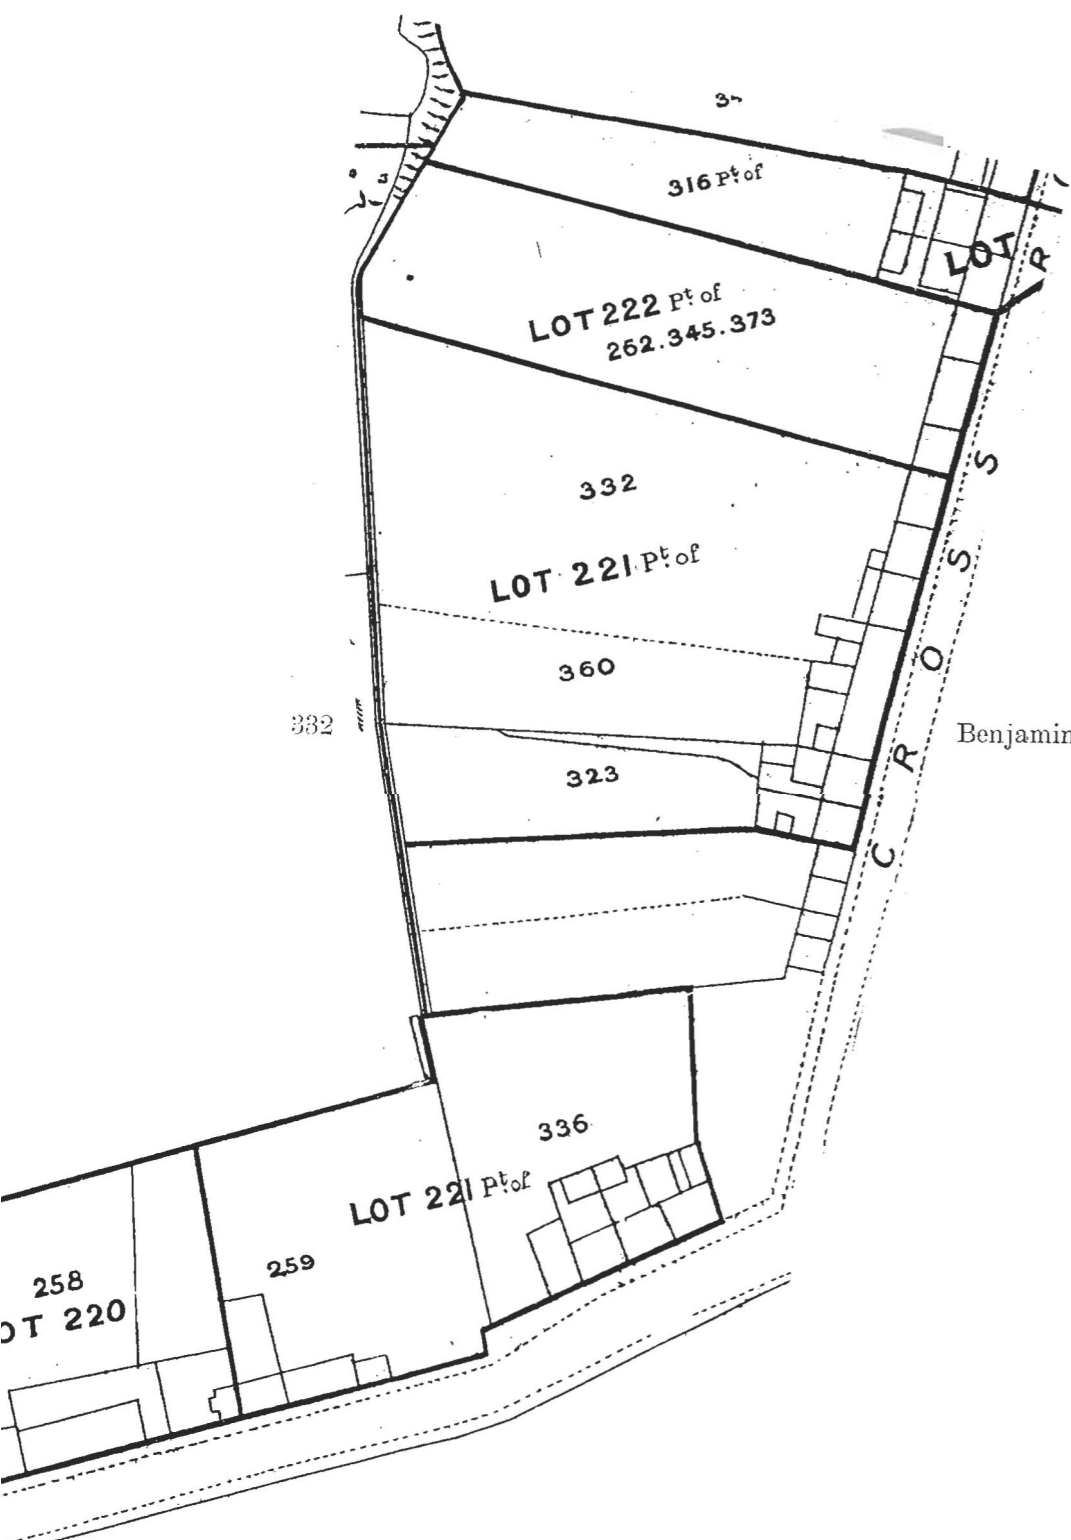 316 Pt of
LOT
LOT 222 Pt of
262.345.373
332
LOT 221 Pt of
360
332
Benjamin
323
CROSS R
336
LOT 221 Pt of
259
258
OT 220